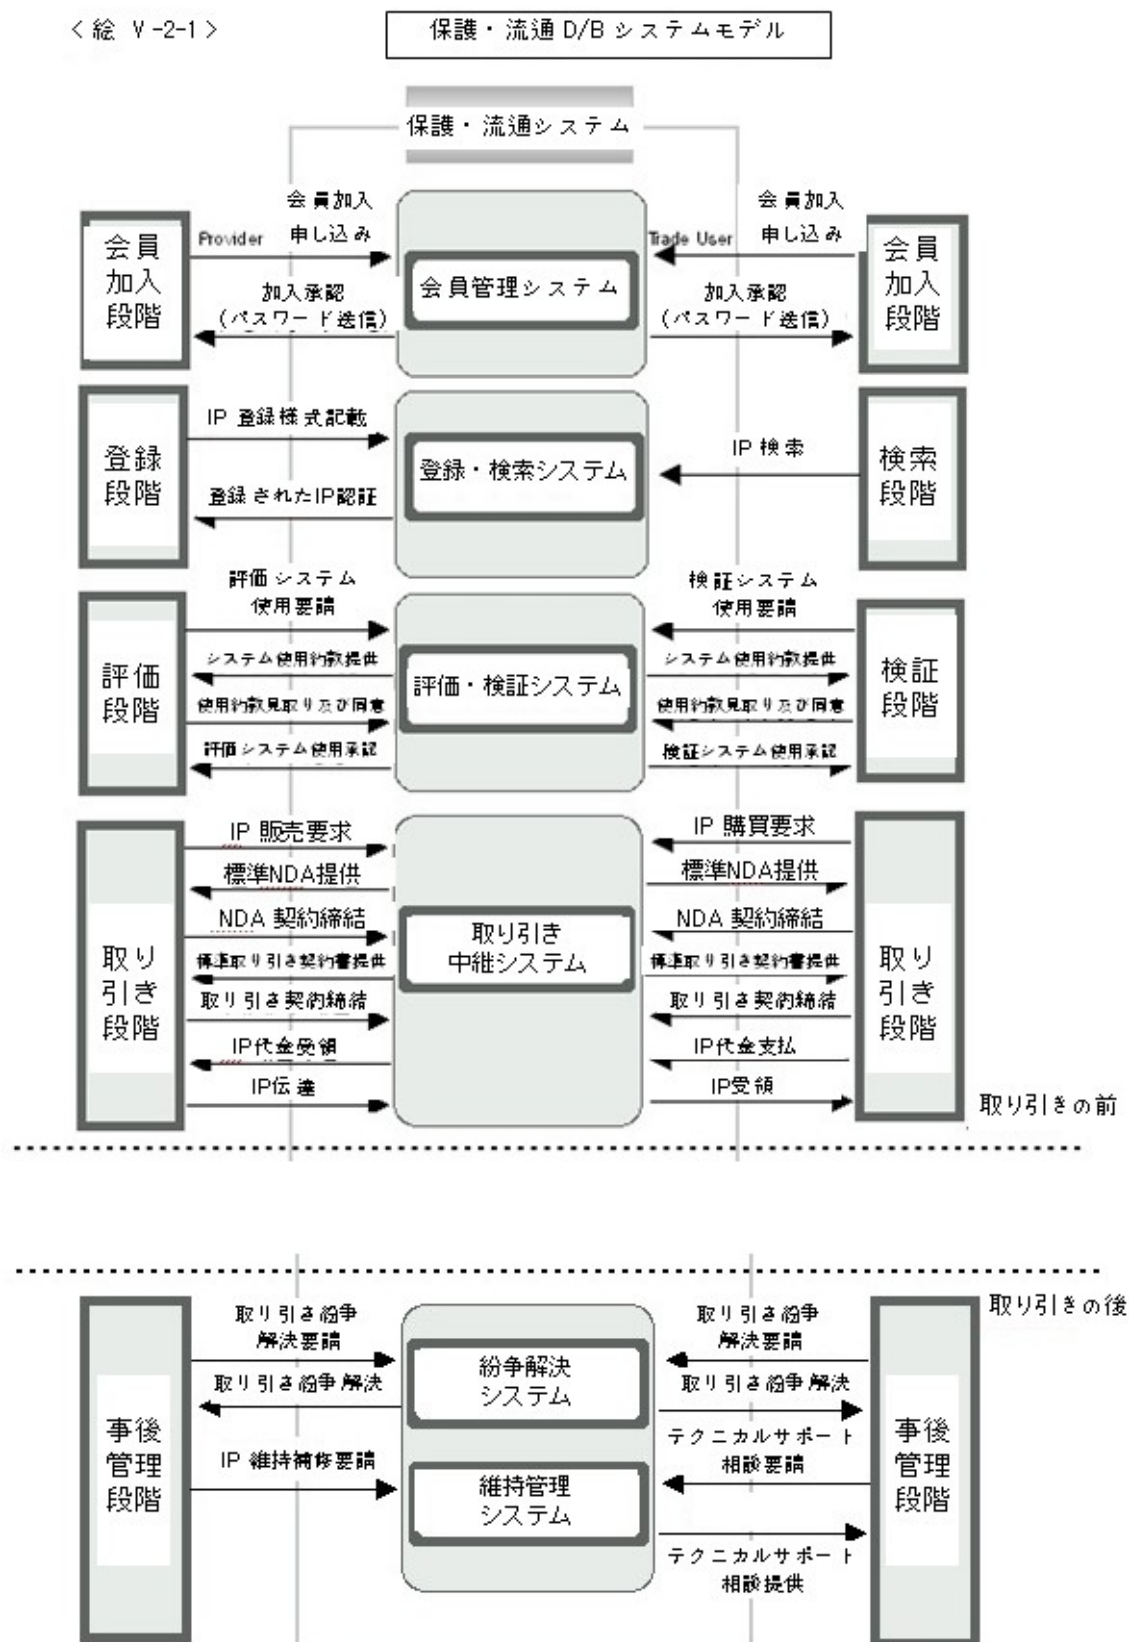 <絵 Ⅴ-2-1>
保護・流通 D/B システムモデル
保護・流通システム
会員
加入
段階
Provider
会員加入
申し込み
加入承認
(パスワード送信)
会員管理システム
Trade User
会員加入
申し込み
加入承認
(パスワード送信)
会員
加入
段階
登録
段階
IP 登録様式記載
登録されたIP認証
登録・検索システム
IP 検索
検索
段階
評価
段階
評価システム
使用要請
システム使用約款提供
使用約款見取り及び同意
評価システム使用承認
評価・検証システム
検証システム
使用要請
システム使用約款提供
使用約款見取り及び同意
検証システム使用承認
検証
段階
取り
引き
段階
IP 販売要求
標準NDA提供
NDA 契約締結
標準取り引き契約書提供
取り引き契約締結
IP代金受領
IP伝達
取り引き
中継システム
IP 購買要求
標準NDA提供
NDA 契約締結
標準取り引き契約書提供
取り引き契約締結
IP代金支払
IP受領
取り
引き
段階
取り引きの前
取り引きの後
事後
管理
段階
取り引き紛争
解決要請
取り引き紛争解決
IP 維持補修要請
紛争解決
システム
維持管理
システム
取り引き紛争
解決要請
取り引き紛争解決
テクニカルサポート
相談要請
テクニカルサポート
相談提供
事後
管理
段階